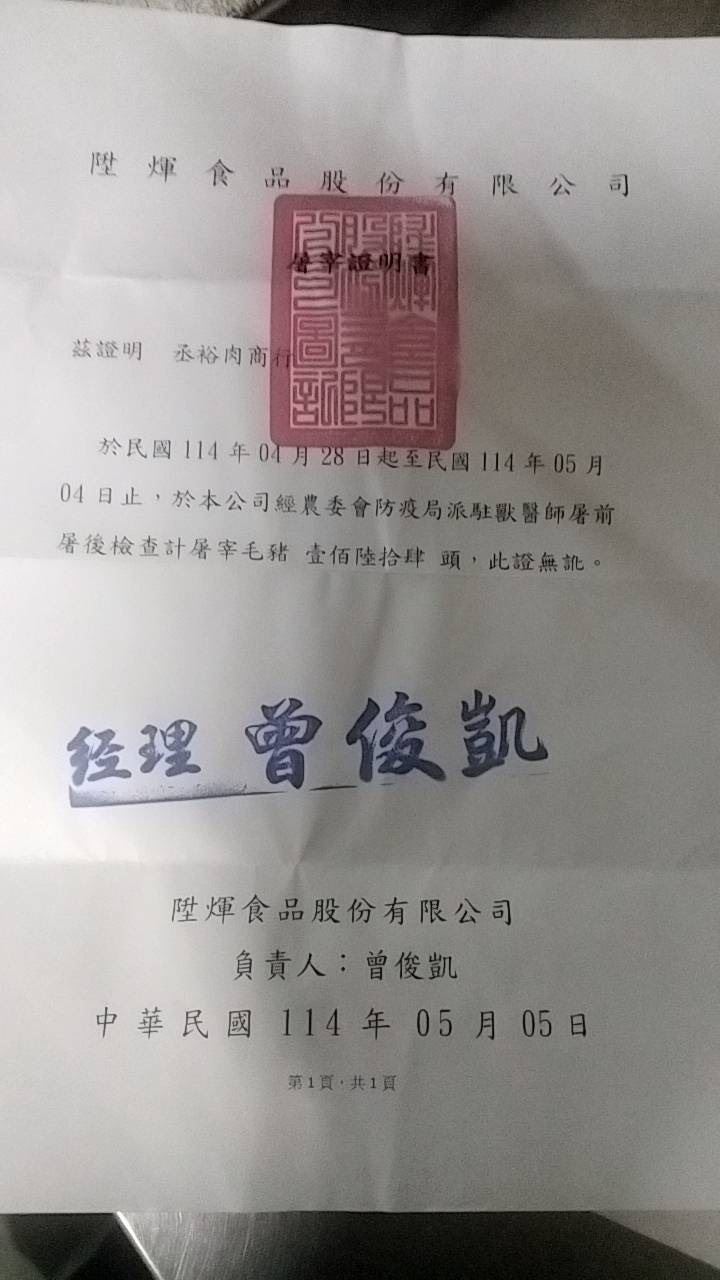 陞煇食品股份有限公司
屠宰證明書
茲證明 丞裕肉商行
於民國 114 年 04 月 28 日起至民國 114 年 05 月
04 日止，於本公司經農委會防疫局派駐獸醫師屠前
屠後檢查計屠宰毛豬 壹佰陸拾肆 頭，此證無訛。
经理 曾俊凱
陞煇食品股份有限公司
負責人：曾俊凱
中華民國 114 年 05 月 05 日
第1頁，共1頁